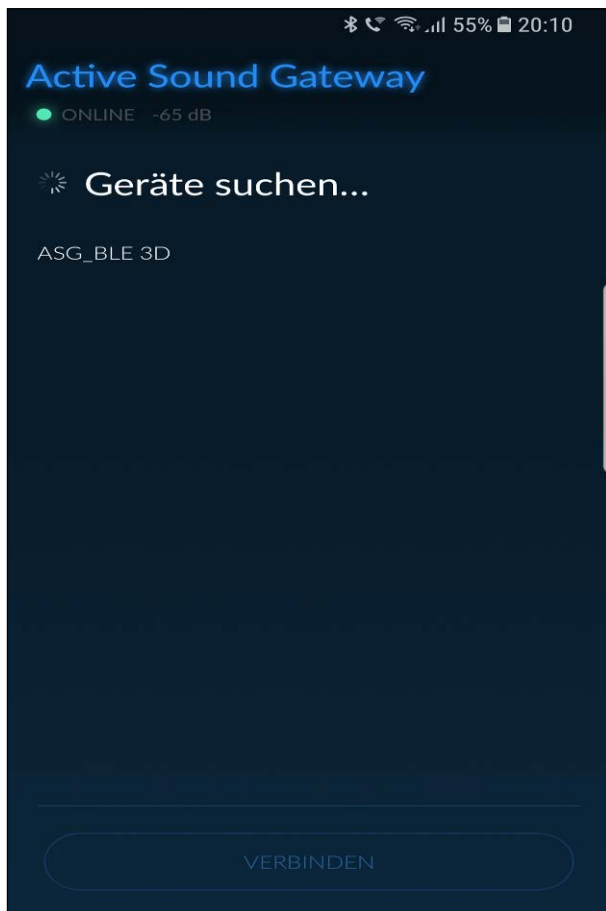 55% 20:10
Active Sound Gateway
ONLINE -65 dB
Geräte suchen...
ASG_BLE 3D
VERBINDEN